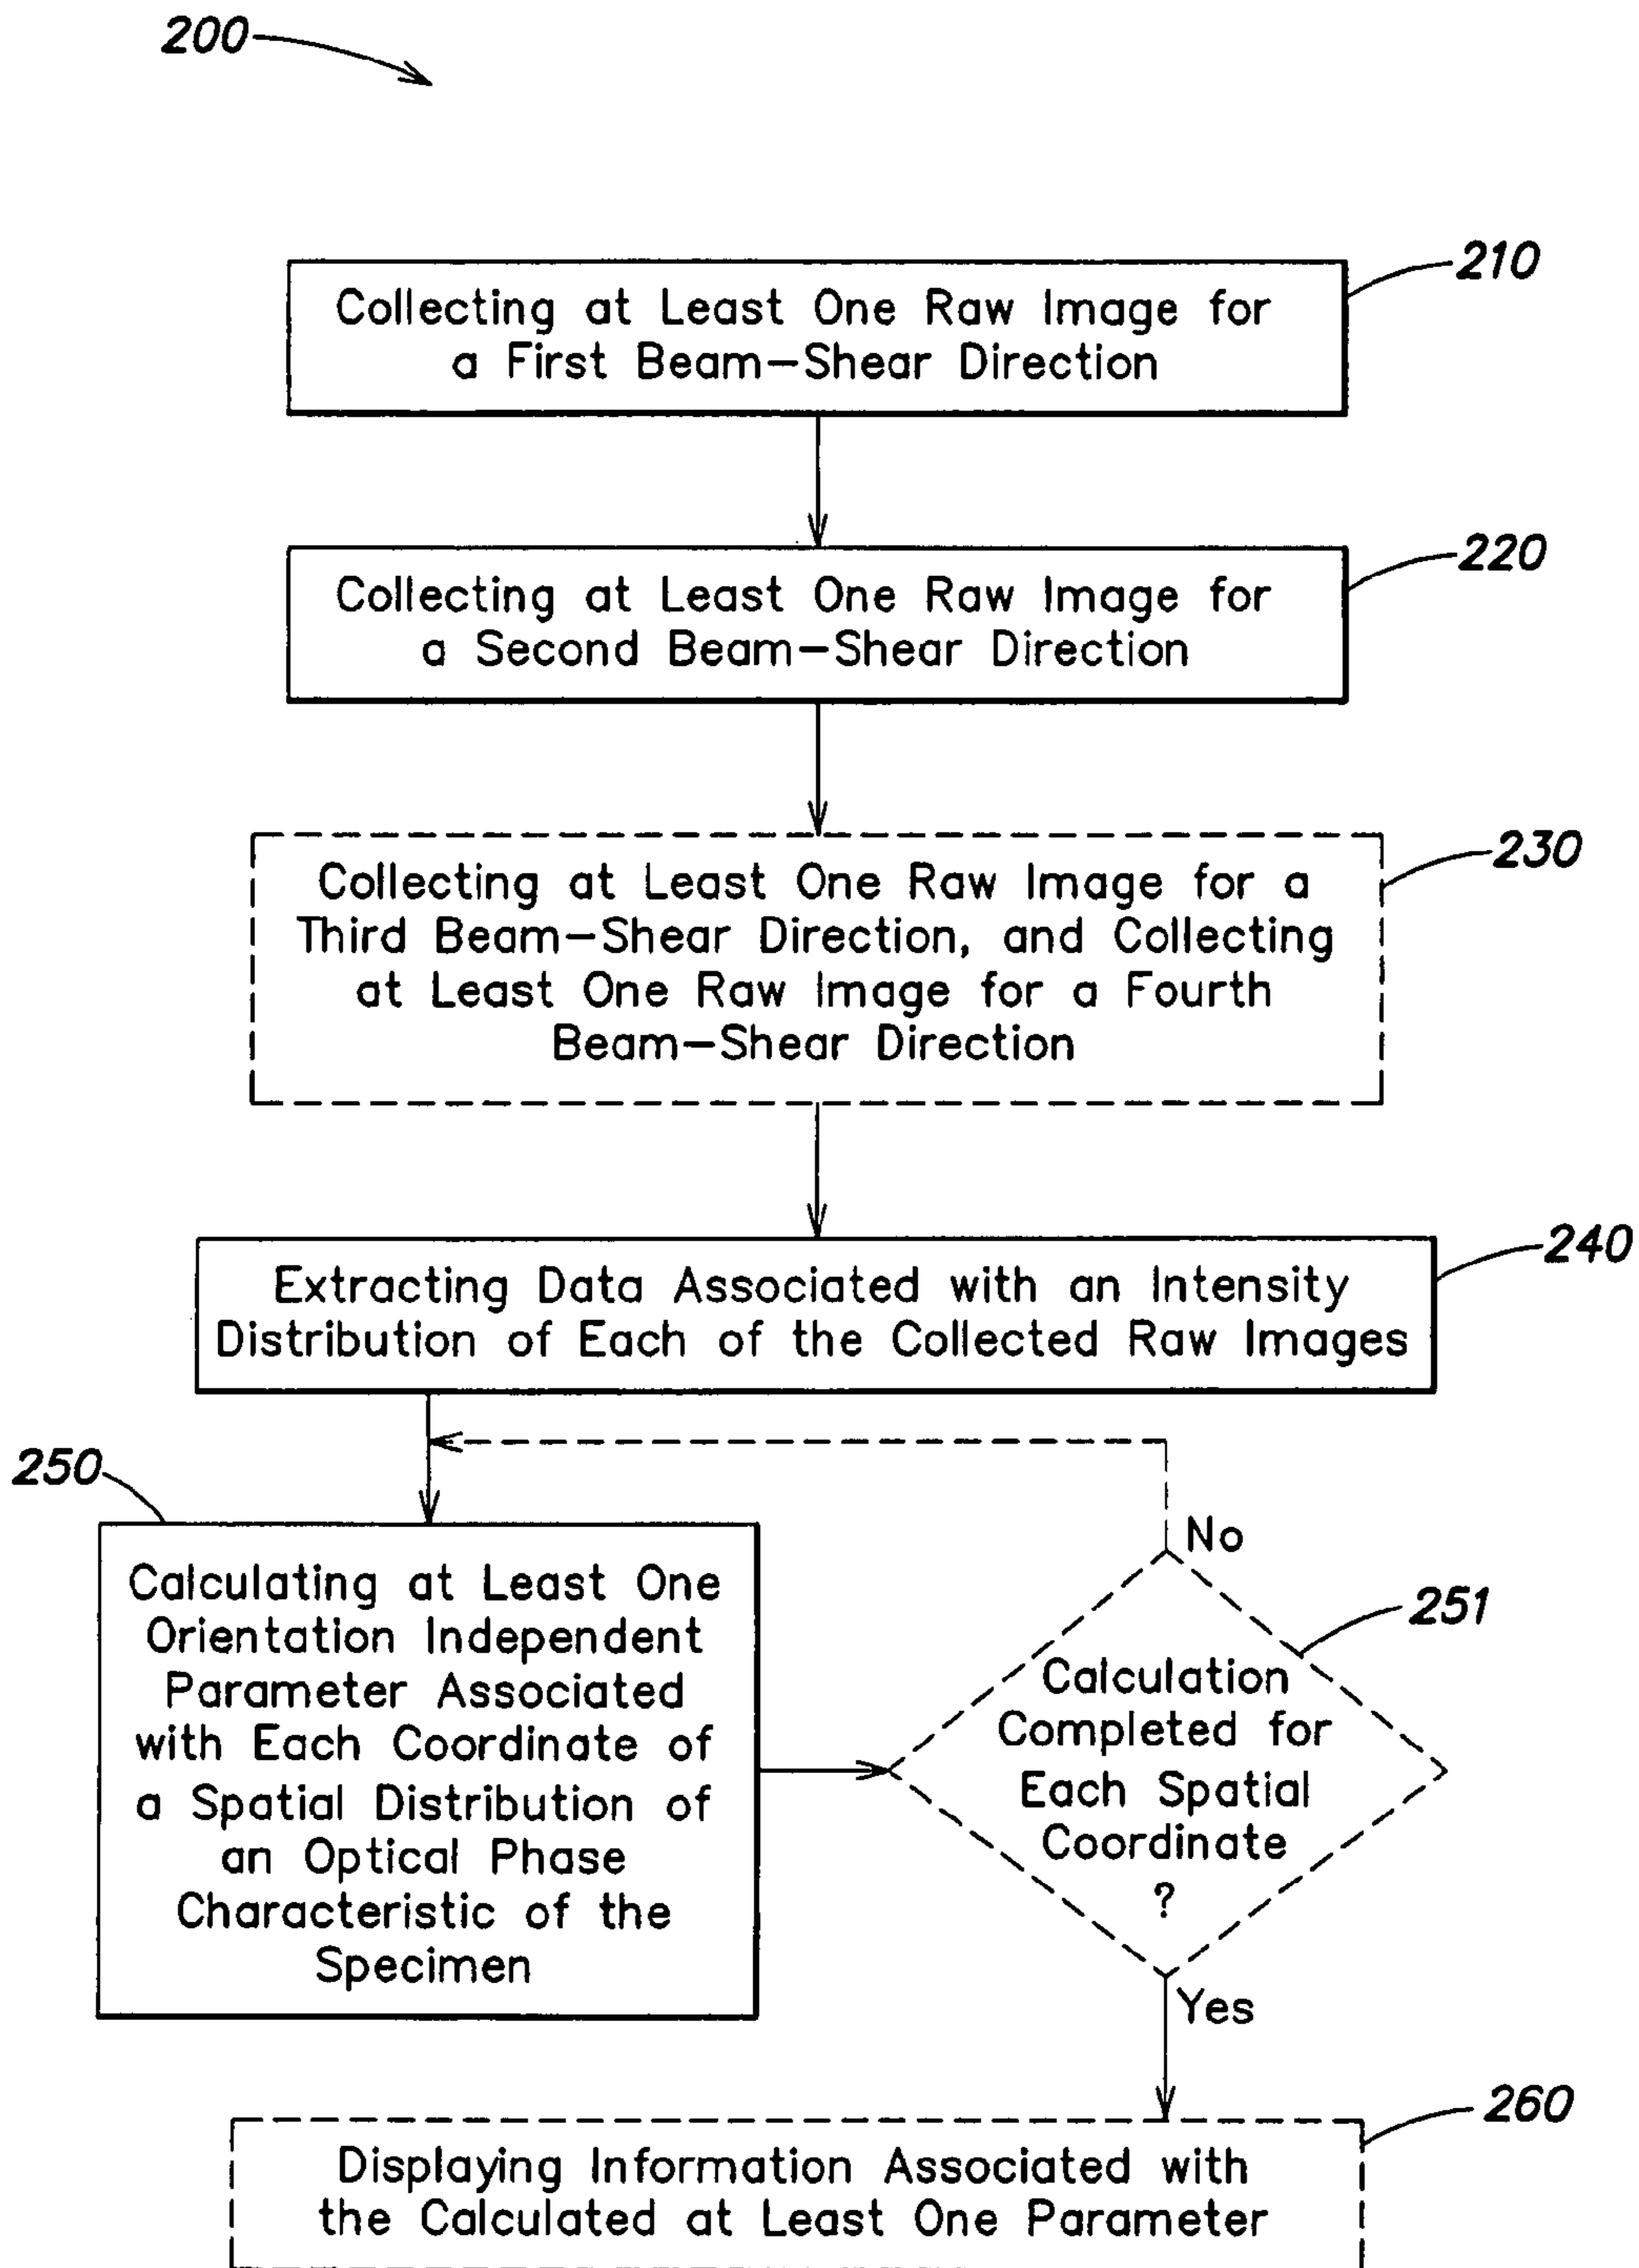 200
210
Collecting at Least One Raw Image for
a First Beam-Shear Direction
220
Collecting at Least One Raw Image for
a Second Beam-Shear Direction
230
Collecting at Least One Raw Image for a
Third Beam-Shear Direction, and Collecting
at Least One Raw Image for a Fourth
Beam-Shear Direction
240
Extracting Data Associated with an Intensity
Distribution of Each of the Collected Raw Images
250
Calculating at Least One
Orientation Independent
Parameter Associated
with Each Coordinate of
a Spatial Distribution of
an Optical Phase
Characteristic of the
Specimen
No
251
Calculation
Completed for
Each Spatial
Coordinate
?
Yes
260
Displaying Information Associated with
the Calculated at Least One Parameter